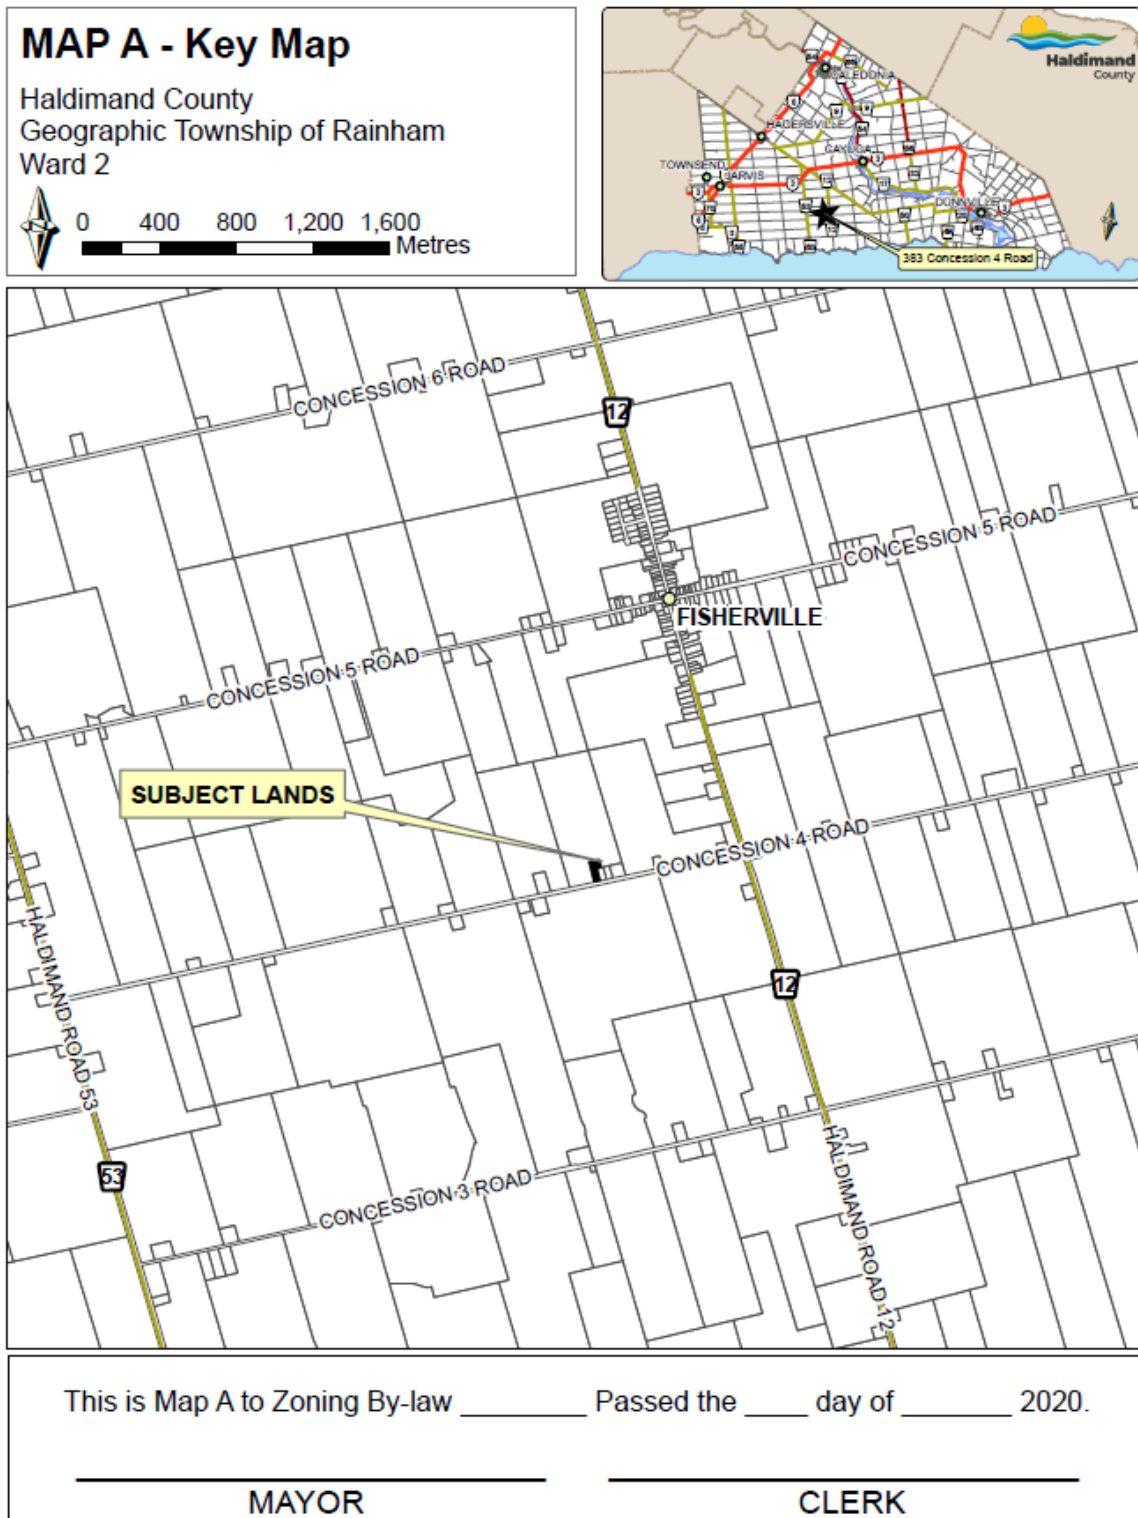 MAP A - Key Map
Haldimand County
Geographic Township of Rainham
Ward 2
N
0 400 800 1,200 1,600
Metres
Haldimand
County
CALEDONIA
HAGERSVILLE
CAYUGA
TOWNSEND
JARVIS
DUNNVILLE
383 Concession 4 Road
CONCESSION 6 ROAD
12
CONCESSION 5 ROAD
FISHERVILLE
CONCESSION 5 ROAD
SUBJECT LANDS
CONCESSION 4 ROAD
HALDIMAND ROAD 53
12
53
CONCESSION 3 ROAD
HALDIMAND ROAD 12
This is Map A to Zoning By-law ________ Passed the ____ day of _______ 2020.
MAYOR
CLERK